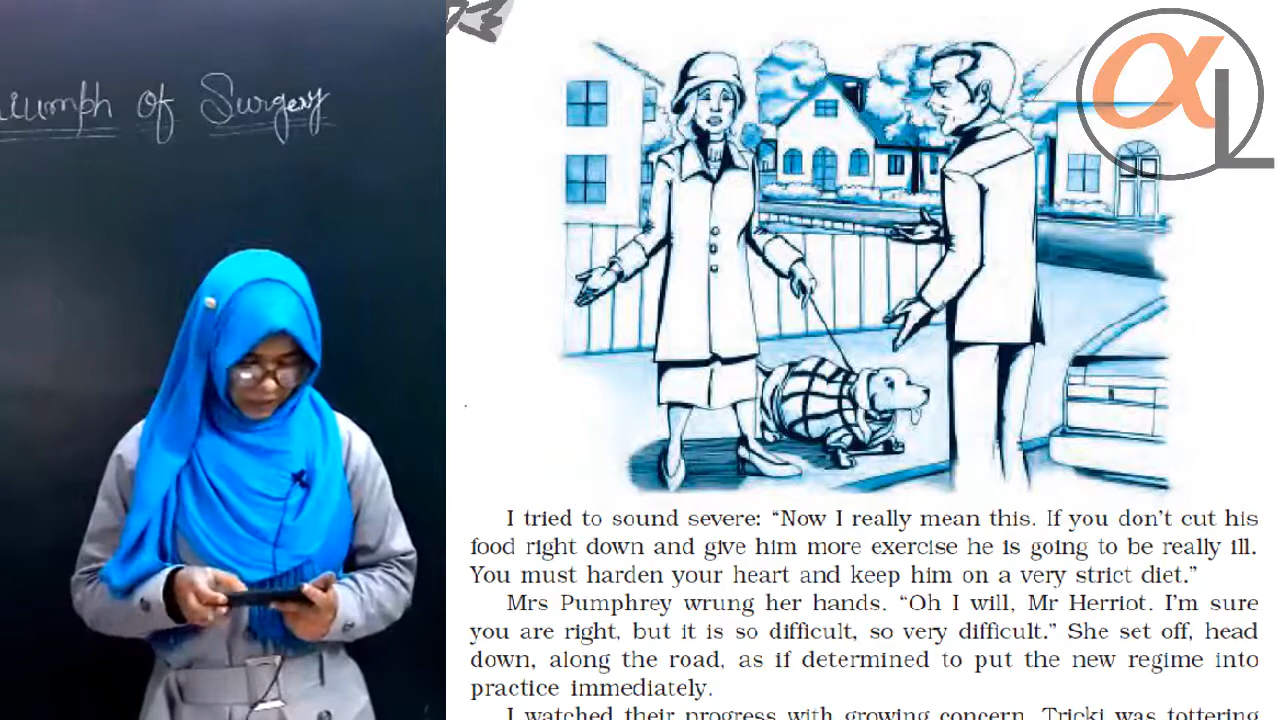 riumph of Surgery
αL
I tried to sound severe: “Now I really mean this. If you don’t cut his
food right down and give him more exercise he is going to be really ill.
You must harden your heart and keep him on a very strict diet.”
Mrs Pumphrey wrung her hands. “Oh I will, Mr Herriot. I’m sure
you are right, but it is so difficult, so very difficult.” She set off, head
down, along the road, as if determined to put the new regime into
practice immediately.
I watched their progress with growing concern. Tricki was tottering